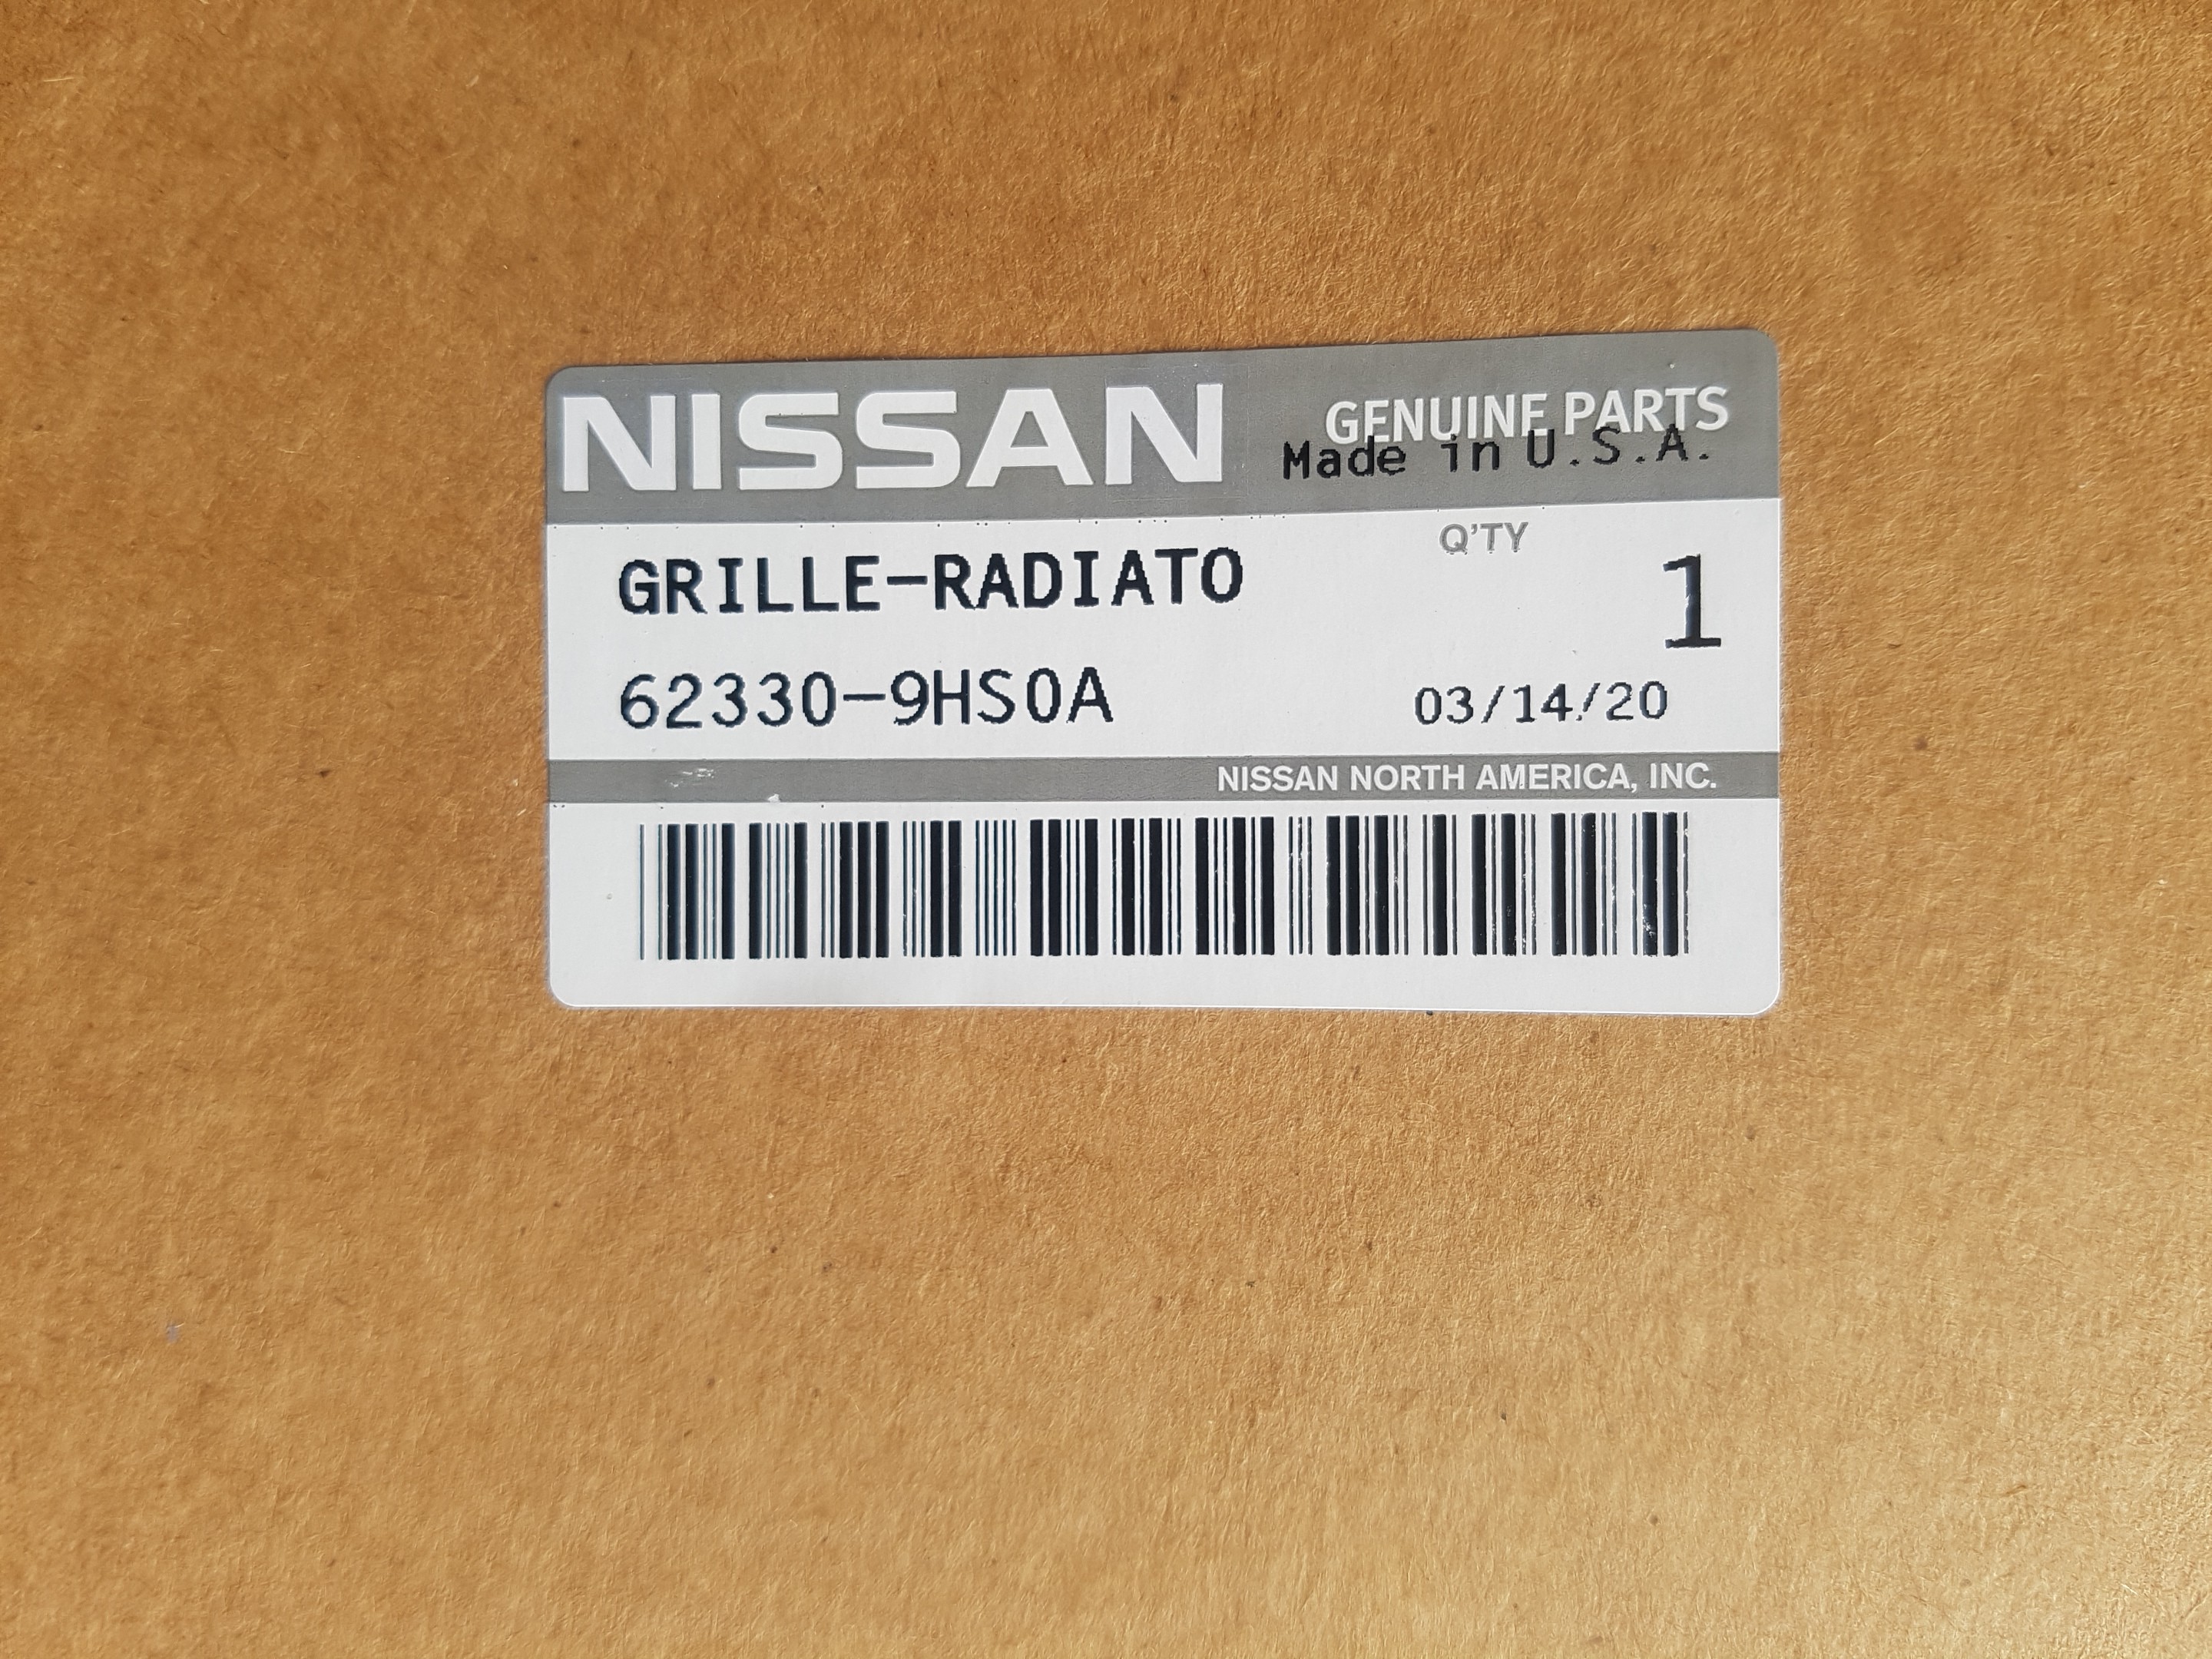 NISSAN GENUINE PARTS
Made in U.S.A.
Q'TY
GRILLE-RADIATO 1
62330-9HS0A 03/14/20
NISSAN NORTH AMERICA, INC.